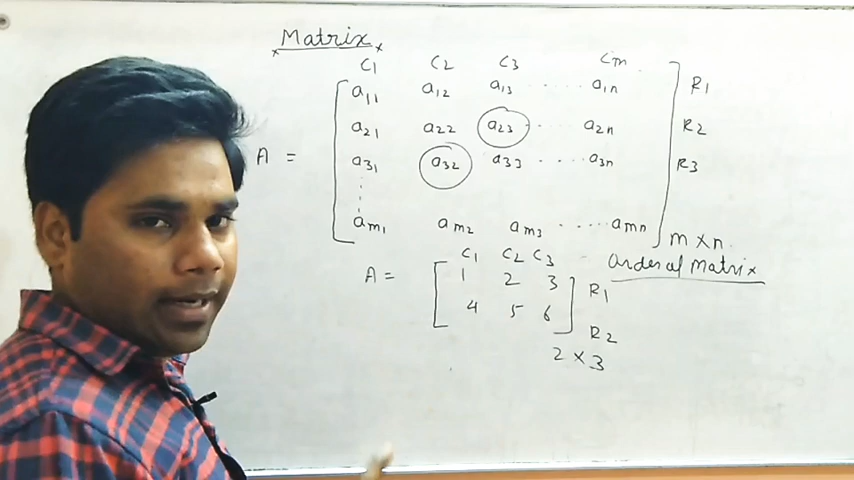 Matrix
C1 C2 C3 Cm
a11 a12 a13 ..... a1n R1
a21 a22 a23 ... a2n R2
A = a31 a32 a33 ..... a3n R3
am1 am2 am3 ..... amn m×n
order of Matrix
C1 C2 C3
A = 1 2 3 R1
4 5 6 R2
2 × 3